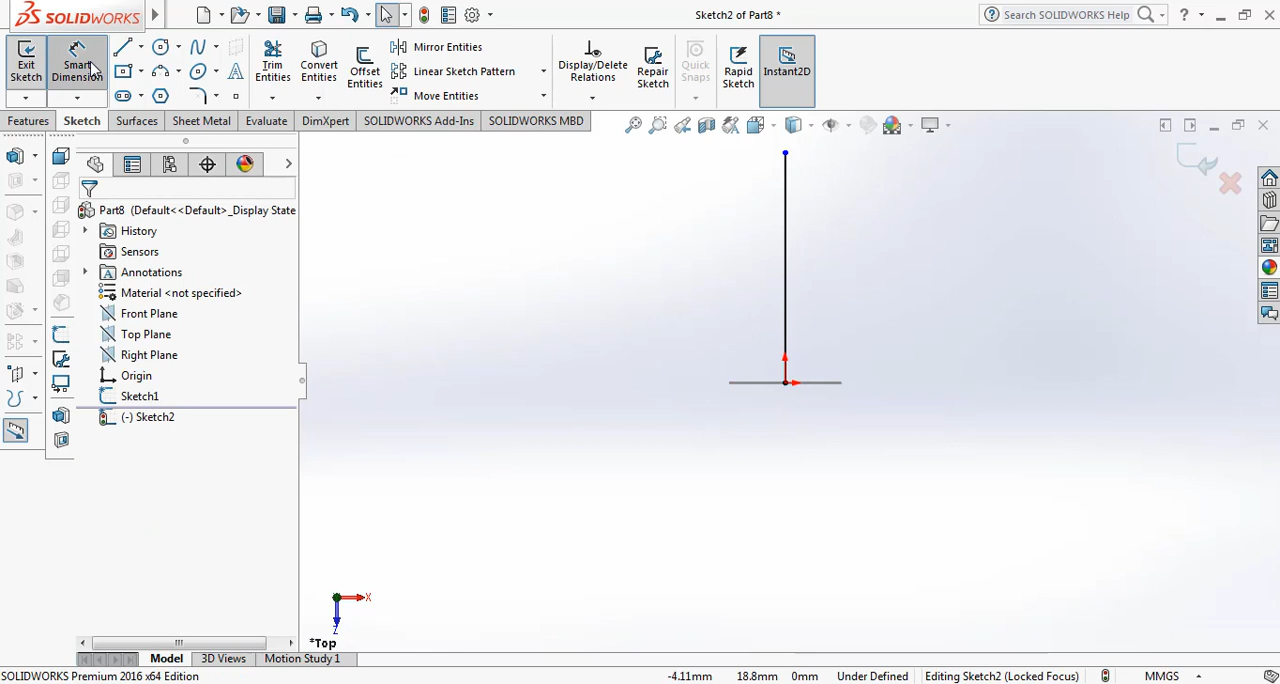 SOLIDWORKS
Sketch2 of Part8 *
Search SOLIDWORKS Help
Exit Sketch
Smart Dimension
Trim Entities
Convert Entities
Offset Entities
Mirror Entities
Linear Sketch Pattern
Move Entities
Display/Delete Relations
Repair Sketch
Quick Snaps
Rapid Sketch
Instant2D
Features
Sketch
Surfaces
Sheet Metal
Evaluate
DimXpert
SOLIDWORKS Add-Ins
SOLIDWORKS MBD
Part8 (Default<<Default>_Display State
History
Sensors
Annotations
Material <not specified>
Front Plane
Top Plane
Right Plane
Origin
Sketch1
(-) Sketch2
X
Z
*Top
Model
3D Views
Motion Study 1
SOLIDWORKS Premium 2016 x64 Edition
-4.11mm
18.8mm
0mm
Under Defined
Editing Sketch2 (Locked Focus)
MMGS